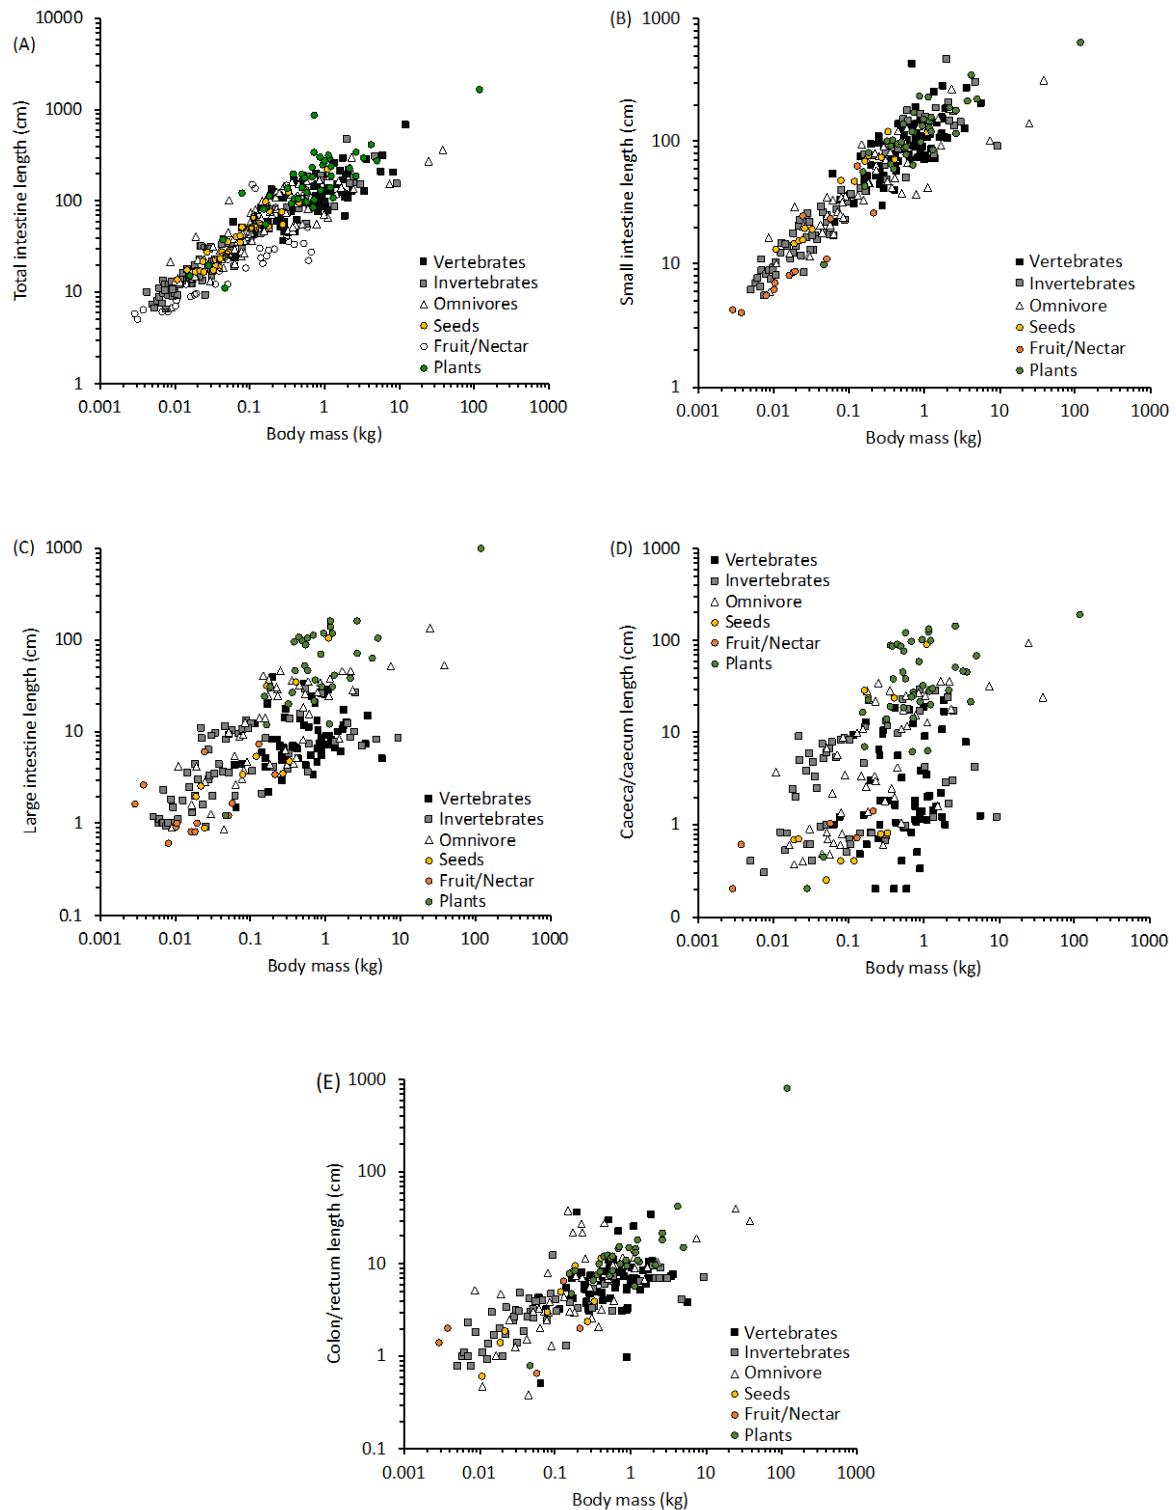 (A)
Total intestine length (cm)
10000
1000
100
10
1
0.001 0.01 0.1 1 10 100 1000
Body mass (kg)
Vertebrates
Invertebrates
Omnivores
Seeds
Fruit/Nectar
Plants
(B)
Small intestine length (cm)
1000
100
10
1
0.001 0.01 0.1 1 10 100 1000
Body mass (kg)
Vertebrates
Invertebrates
Omnivore
Seeds
Fruit/Nectar
Plants
(C)
Large intestine length (cm)
1000
100
10
1
0.1
0.001 0.01 0.1 1 10 100 1000
Body mass (kg)
Vertebrates
Invertebrates
Omnivore
Seeds
Fruit/Nectar
Plants
(D)
Caceca/caecum length (cm)
1000
100
10
1
0
0.001 0.01 0.1 1 10 100 1000
Body mass (kg)
Vertebrates
Invertebrates
Omnivore
Seeds
Fruit/Nectar
Plants
(E)
Colon/rectum length (cm)
1000
100
10
1
0.1
0.001 0.01 0.1 1 10 100 1000
Body mass (kg)
Vertebrates
Invertebrates
Omnivore
Seeds
Fruit/Nectar
Plants